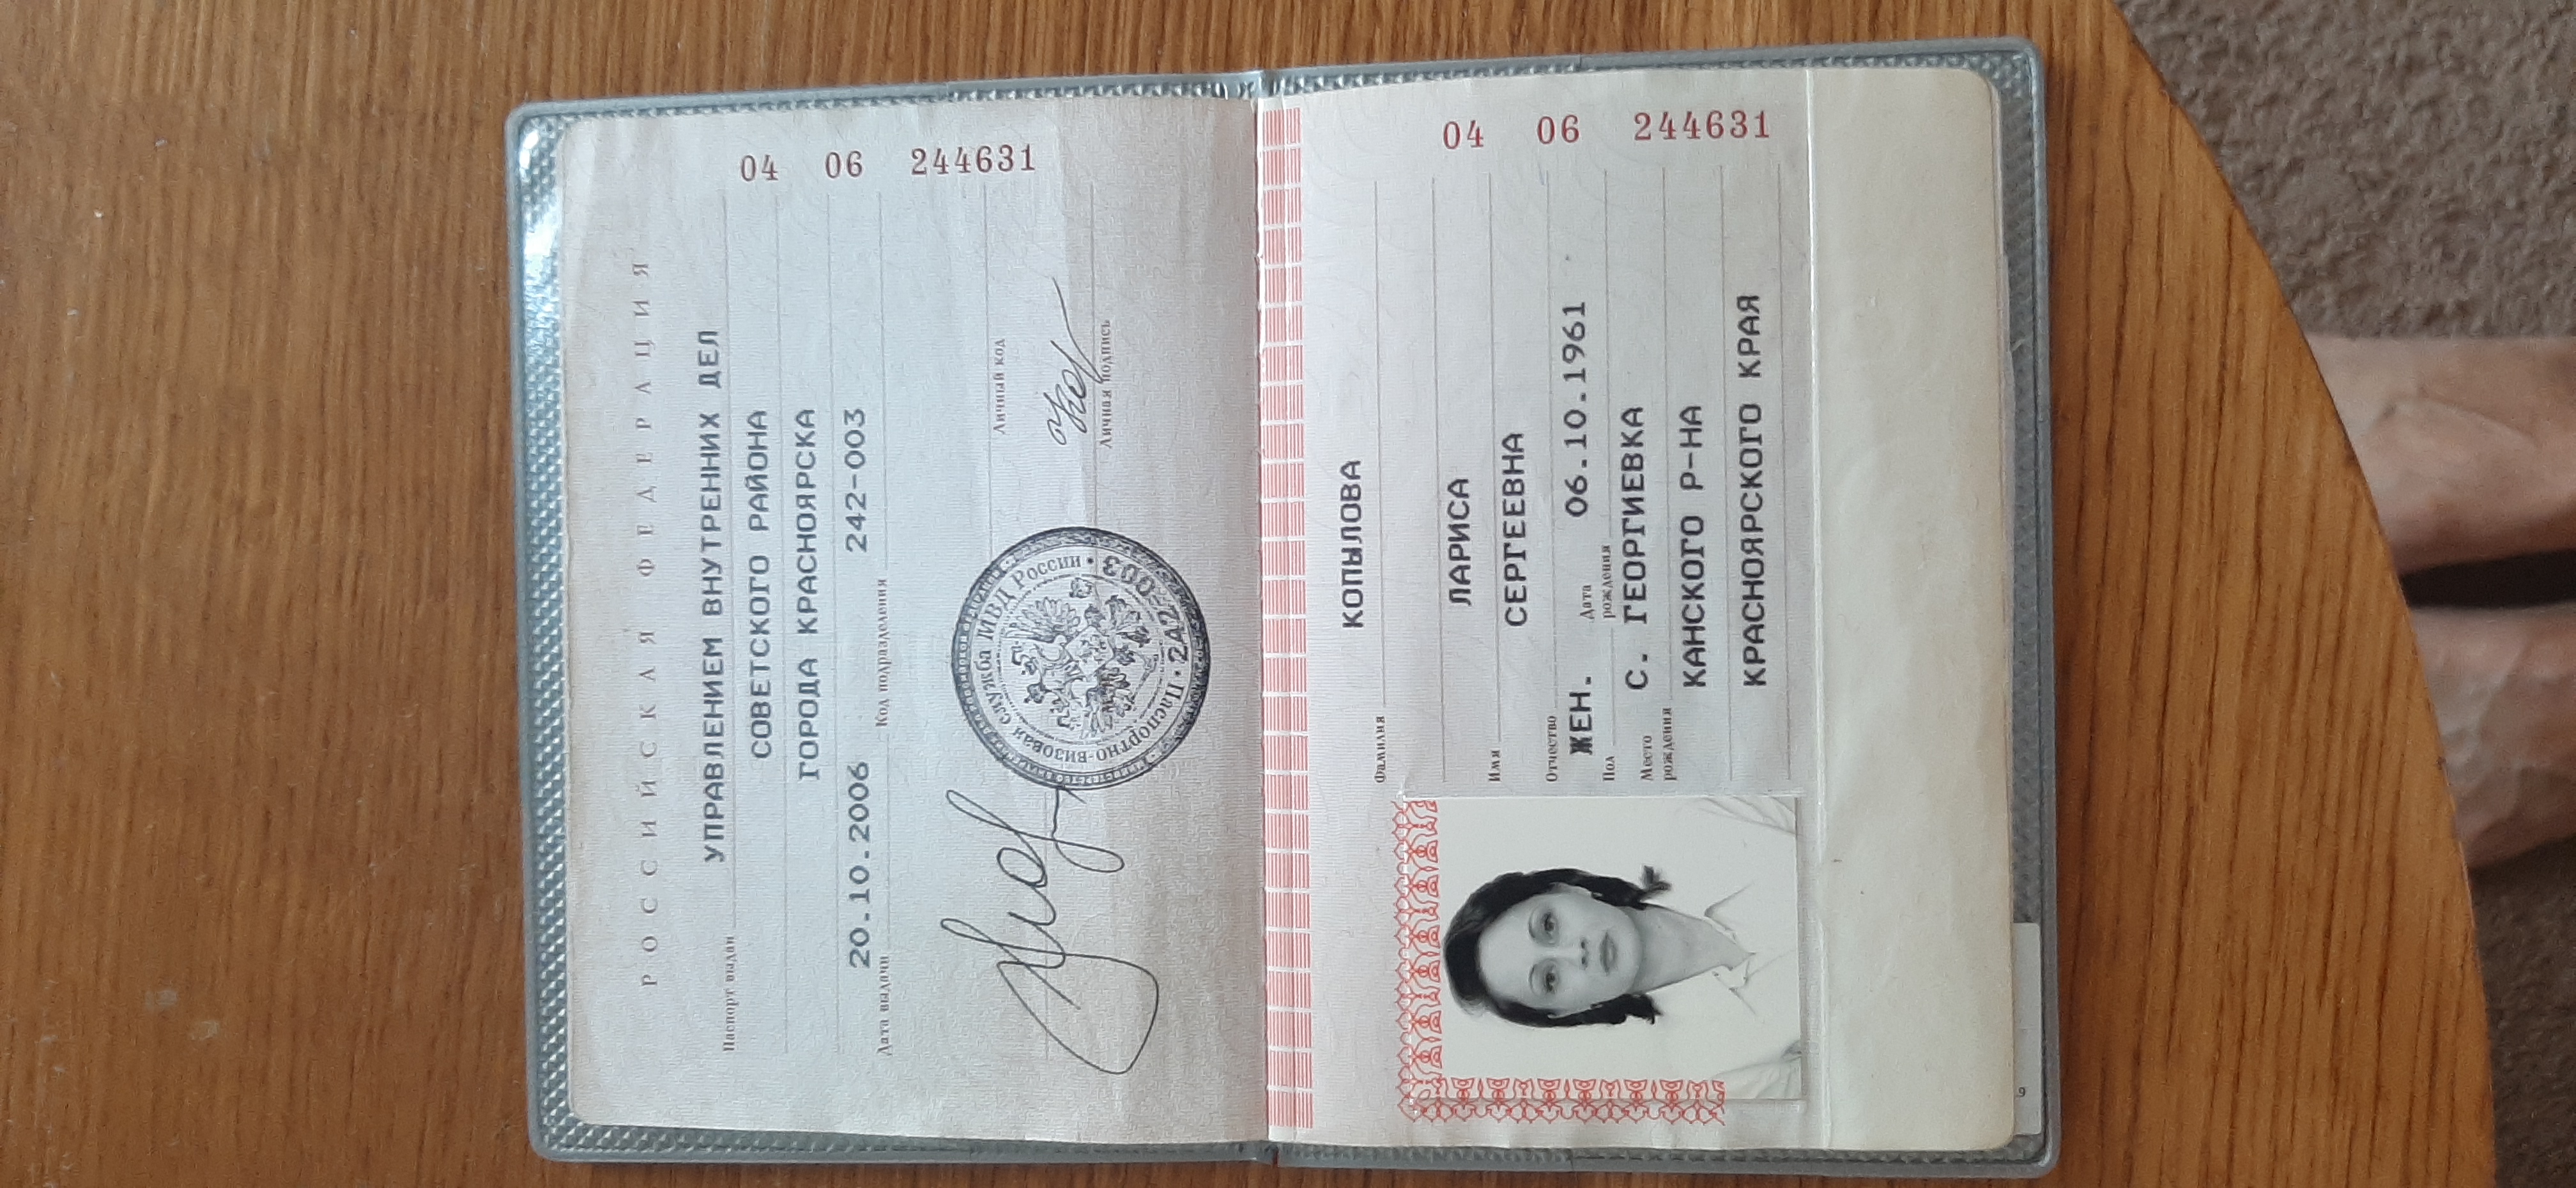 РОССИЙСКАЯ ФЕДЕРАЦИЯ
Паспорт выдан УПРАВЛЕНИЕМ ВНУТРЕННИХ ДЕЛ
СОВЕТСКОГО РАЙОНА
ГОРОДА КРАСНОЯРСКА
Дата выдачи 20.10.2006 Код подразделения 242-003
04 06 244631
Личный код
Личная подпись
Паспортно-визовая служба МВД России
242-003
КОПЫЛОВА
Фамилия
ЛАРИСА
Имя
СЕРГЕЕВНА
Отчество
ЖЕН. Дата 06.10.1961
Пол рождения
Место С. ГЕОРГИЕВКА
рождения
КАНСКОГО Р-НА
КРАСНОЯРСКОГО КРАЯ
04 06 244631